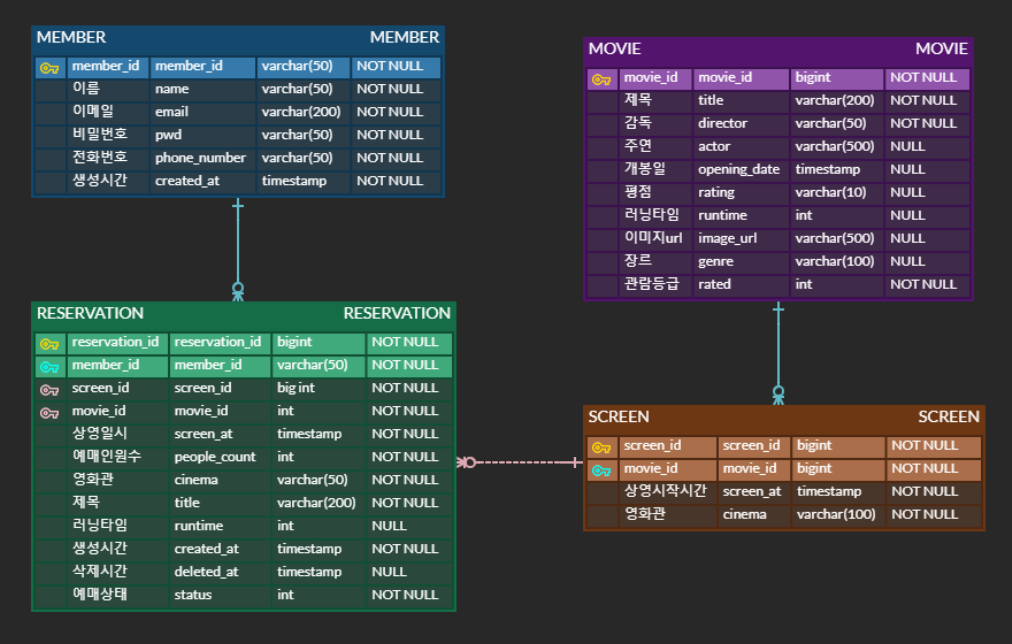 MEMBER MEMBER
member_id member_id varchar(50) NOT NULL
이름 name varchar(50) NOT NULL
이메일 email varchar(200) NOT NULL
비밀번호 pwd varchar(50) NOT NULL
전화번호 phone_number varchar(50) NOT NULL
생성시간 created_at timestamp NOT NULL
MOVIE MOVIE
movie_id movie_id bigint NOT NULL
제목 title varchar(200) NOT NULL
감독 director varchar(50) NOT NULL
주연 actor varchar(500) NULL
개봉일 opening_date timestamp NULL
평점 rating varchar(10) NULL
러닝타임 runtime int NULL
이미지url image_url varchar(500) NULL
장르 genre varchar(100) NULL
관람등급 rated int NOT NULL
RESERVATION RESERVATION
reservation_id reservation_id bigint NOT NULL
member_id member_id varchar(50) NOT NULL
screen_id screen_id big int NOT NULL
movie_id movie_id int NOT NULL
상영일시 screen_at timestamp NOT NULL
예매인원수 people_count int NOT NULL
영화관 cinema varchar(50) NOT NULL
제목 title varchar(200) NOT NULL
러닝타임 runtime int NULL
생성시간 created_at timestamp NOT NULL
삭제시간 deleted_at timestamp NULL
예매상태 status int NOT NULL
SCREEN SCREEN
screen_id screen_id bigint NOT NULL
movie_id movie_id bigint NOT NULL
상영시작시간 screen_at timestamp NOT NULL
영화관 cinema varchar(100) NOT NULL